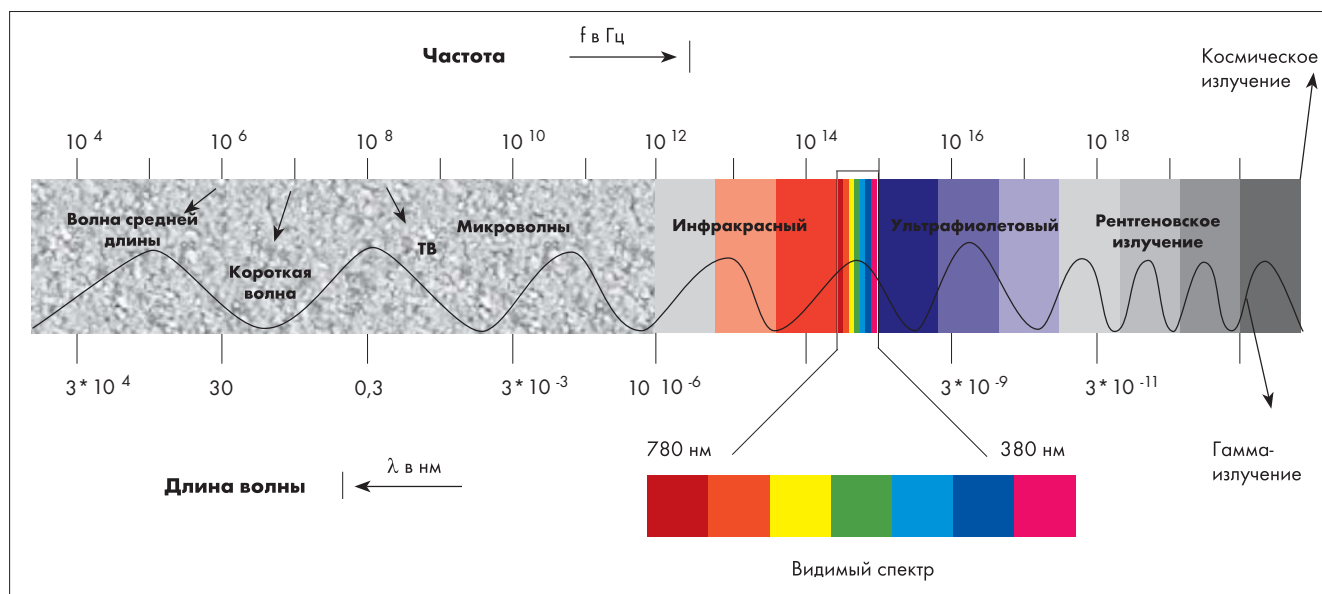 Частота
f в Гц
Космическое
излучение
10 4 10 6 10 8 10 10 10 12 10 14 10 16 10 18
Волна средней
длины
Короткая
волна
ТВ
Микроволны
Инфракрасный
Ультрафиолетовый
Рентгеновское
излучение
3* 10 4 30 0,3 3* 10 -3 10 10 -6 3* 10 -9 3* 10 -11
780 нм 380 нм
Гамма-
излучение
Длина волны
λ в нм
Видимый спектр